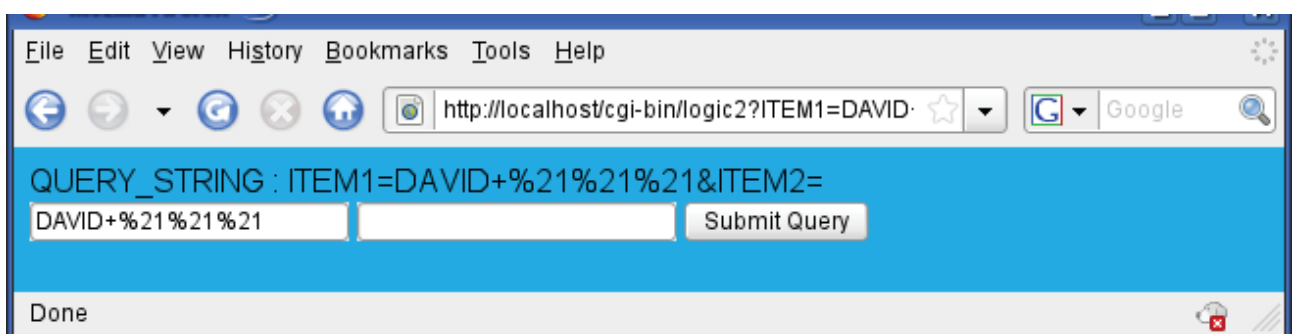 File Edit View History Bookmarks Tools Help
http://localhost/cgi-bin/logic2?ITEM1=DAVID G Google
QUERY_STRING : ITEM1=DAVID+%21%21%21&ITEM2=
DAVID+%21%21%21 Submit Query
Done